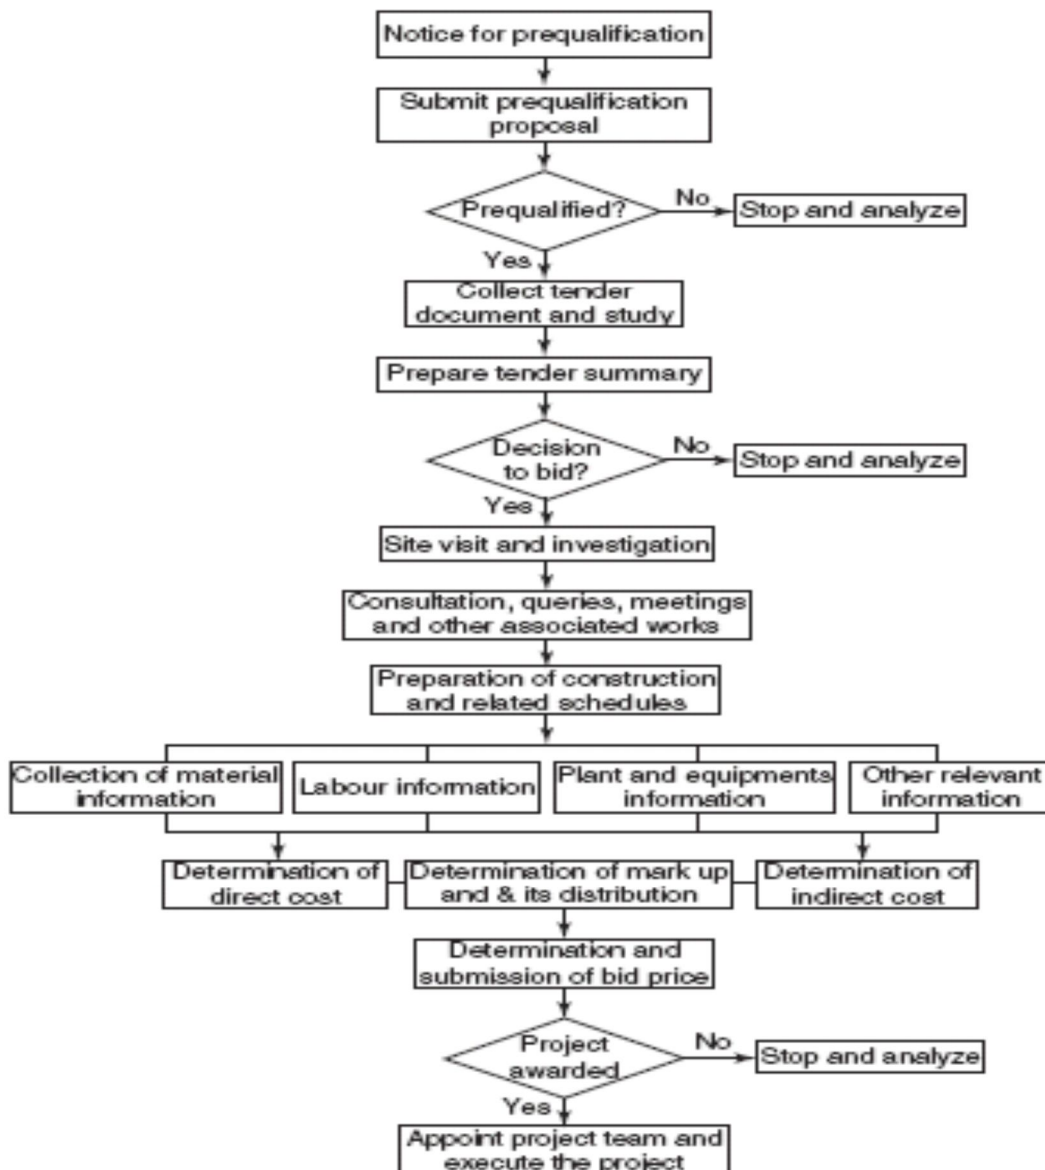 Notice for prequalification
Submit prequalification
proposal
Prequalified?
No
Stop and analyze
Yes
Collect tender
document and study
Prepare tender summary
Decision
to bid?
No
Stop and analyze
Yes
Site visit and investigation
Consultation, queries, meetings
and other associated works
Preparation of construction
and related schedules
Collection of material
information
Labour information
Plant and equipments
information
Other relevant
information
Determination of
direct cost
Determination of mark up
and & its distribution
Determination of
indirect cost
Determination and
submission of bid price
Project
awarded
No
Stop and analyze
Yes
Appoint project team and
execute the project